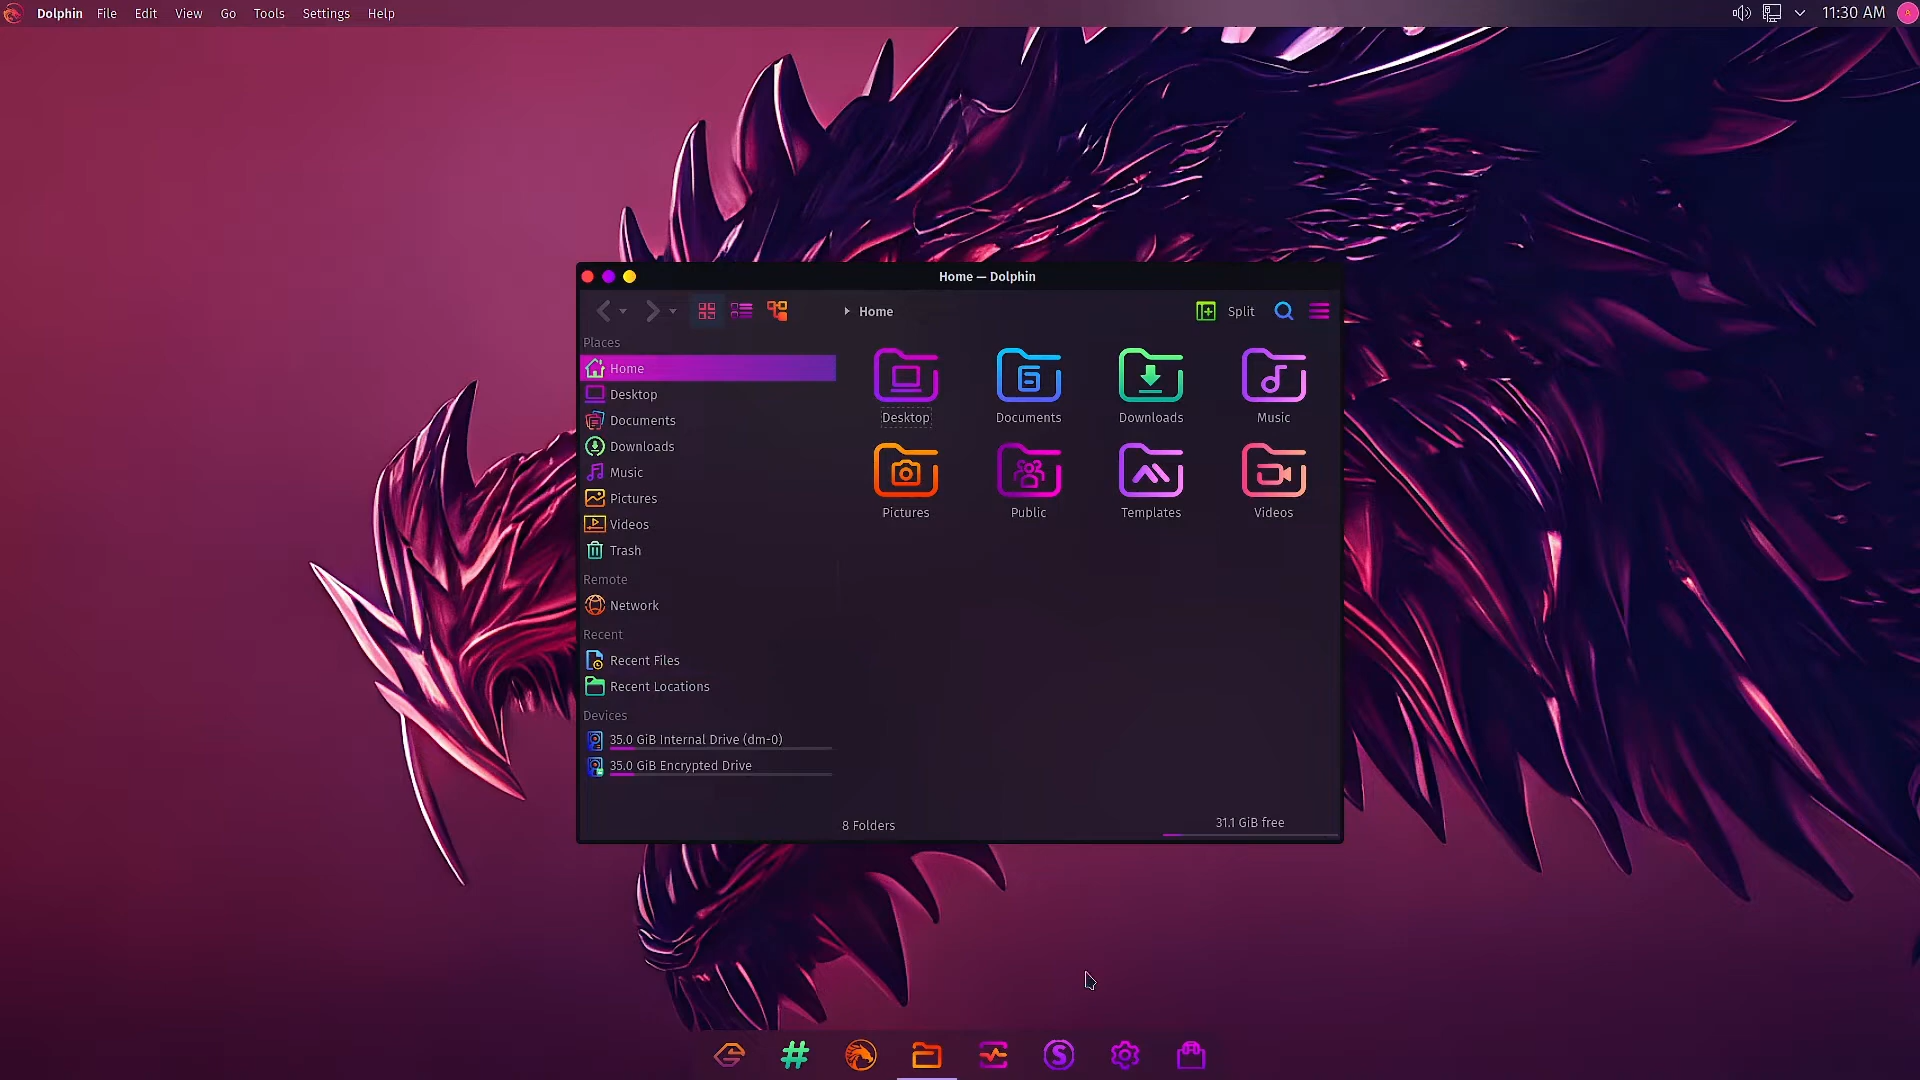 Dolphin File Edit View Go Tools Settings Help 11:30 AM
Home — Dolphin
Home Split
Places
Home
Desktop
Documents
Downloads
Music
Pictures
Videos
Trash
Remote
Network
Recent
Recent Files
Recent Locations
Devices
35.0 GiB Internal Drive (dm-0)
35.0 GiB Encrypted Drive
Desktop Documents Downloads Music
Pictures Public Templates Videos
8 Folders 31.1 GiB free